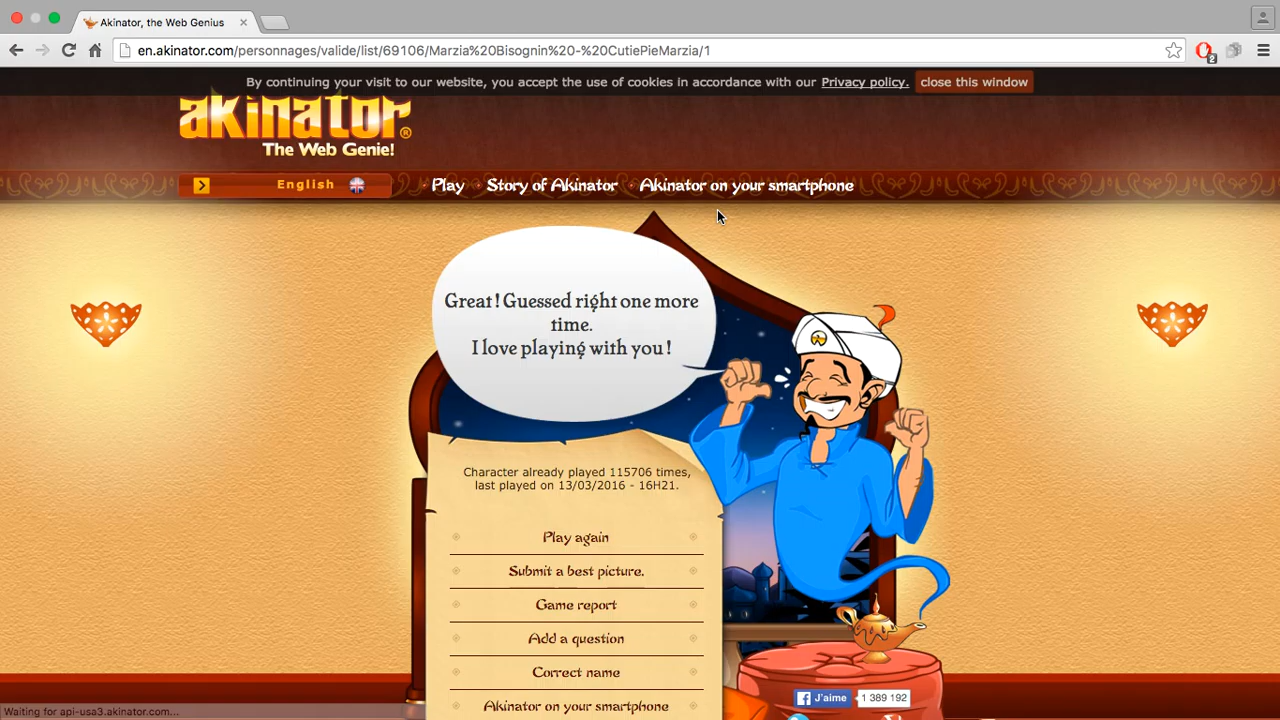 Akinator, the Web Genius
en.akinator.com/personnages/valide/list/69106/Marzia%20Bisognin%20-%20CutiePieMarzia/1
2
By continuing your visit to our website, you accept the use of cookies in accordance with our Privacy policy. close this window
akinator®
The Web Genie!
English
Play
Story of Akinator
Akinator on your smartphone
Great ! Guessed right one more
time.
I love playing with you !
Character already played 115706 times,
last played on 13/03/2016 - 16H21.
Play again
Submit a best picture.
Game report
Add a question
Correct name
Akinator on your smartphone
J'aime 1 389 192
Waiting for api-usa3.akinator.com...